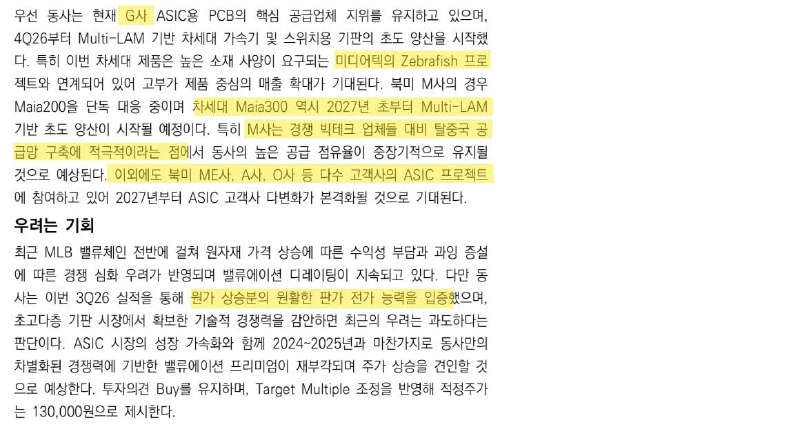 우선 동사는 현재 G사 ASIC용 PCB의 핵심 공급업체 지위를 유지하고 있으며,
4Q26부터 Multi-LAM 기반 차세대 가속기 및 스위치용 기판의 초도 양산을 시작했
다. 특히 이번 차세대 제품은 높은 소재 사양이 요구되는 미디어텍의 Zebrafish 프로
젝트와 연계되어 있어 고부가 제품 중심의 매출 확대가 기대된다. 북미 M사의 경우
Maia200을 단독 대응 중이며 차세대 Maia300 역시 2027년 초부터 Multi-LAM
기반 초도 양산이 시작될 예정이다. 특히 M사는 경쟁 빅테크 업체들 대비 탈중국 공
급망 구축에 적극적이라는 점에서 동사의 높은 공급 점유율이 중장기적으로 유지될
것으로 예상된다. 이외에도 북미 ME사, A사, O사 등 다수 고객사의 ASIC 프로젝트
에 참여하고 있어 2027년부터 ASIC 고객사 다변화가 본격화될 것으로 기대된다.
우려는 기회
최근 MLB 밸류체인 전반에 걸쳐 원자재 가격 상승에 따른 수익성 부담과 과잉 증설
에 따른 경쟁 심화 우려가 반영되며 밸류에이션 디레이팅이 지속되고 있다. 다만 동
사는 이번 3Q26 실적을 통해 원가 상승분의 원활한 판가 전가 능력을 입증했으며,
초고다층 기판 시장에서 확보한 기술적 경쟁력을 감안하면 최근의 우려는 과도하다는
판단이다. ASIC 시장의 성장 가속화와 함께 2024~2025년과 마찬가지로 동사만의
차별화된 경쟁력에 기반한 밸류에이션 프리미엄이 재부각되며 주가 상승을 견인할 것
으로 예상한다. 투자의견 Buy를 유지하며, Target Multiple 조정을 반영해 적정주가
는 130,000원으로 제시한다.